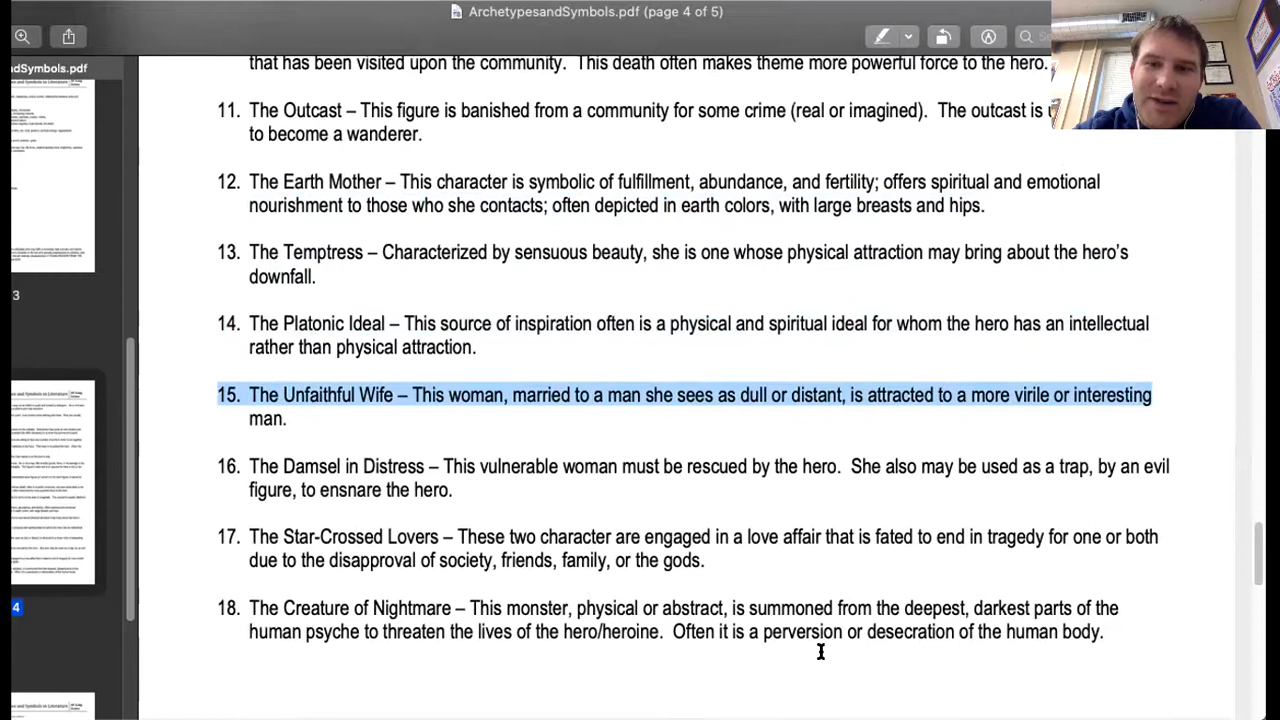 ArchetypesandSymbols.pdf (page 4 of 5)
ndSymbols.pdf
3
4
that has been visited upon the community. This death often makes theme more powerful force to the hero.
11. The Outcast – This figure is banished from a community for some crime (real or imagined). The outcast is
to become a wanderer.
12. The Earth Mother – This character is symbolic of fulfillment, abundance, and fertility; offers spiritual and emotional
nourishment to those who she contacts; often depicted in earth colors, with large breasts and hips.
13. The Temptress – Characterized by sensuous beauty, she is one whose physical attraction may bring about the hero's
downfall.
14. The Platonic Ideal – This source of inspiration often is a physical and spiritual ideal for whom the hero has an intellectual
rather than physical attraction.
15. The Unfaithful Wife – This woman, married to a man she sees as dull or distant, is attracted to a more virile or interesting
man.
16. The Damsel in Distress – This vulnerable woman must be rescued by the hero. She also may be used as a trap, by an evil
figure, to ensnare the hero.
17. The Star-Crossed Lovers – These two character are engaged in a love affair that is fated to end in tragedy for one or both
due to the disapproval of society, friends, family, or the gods.
18. The Creature of Nightmare – This monster, physical or abstract, is summoned from the deepest, darkest parts of the
human psyche to threaten the lives of the hero/heroine. Often it is a perversion or desecration of the human body.